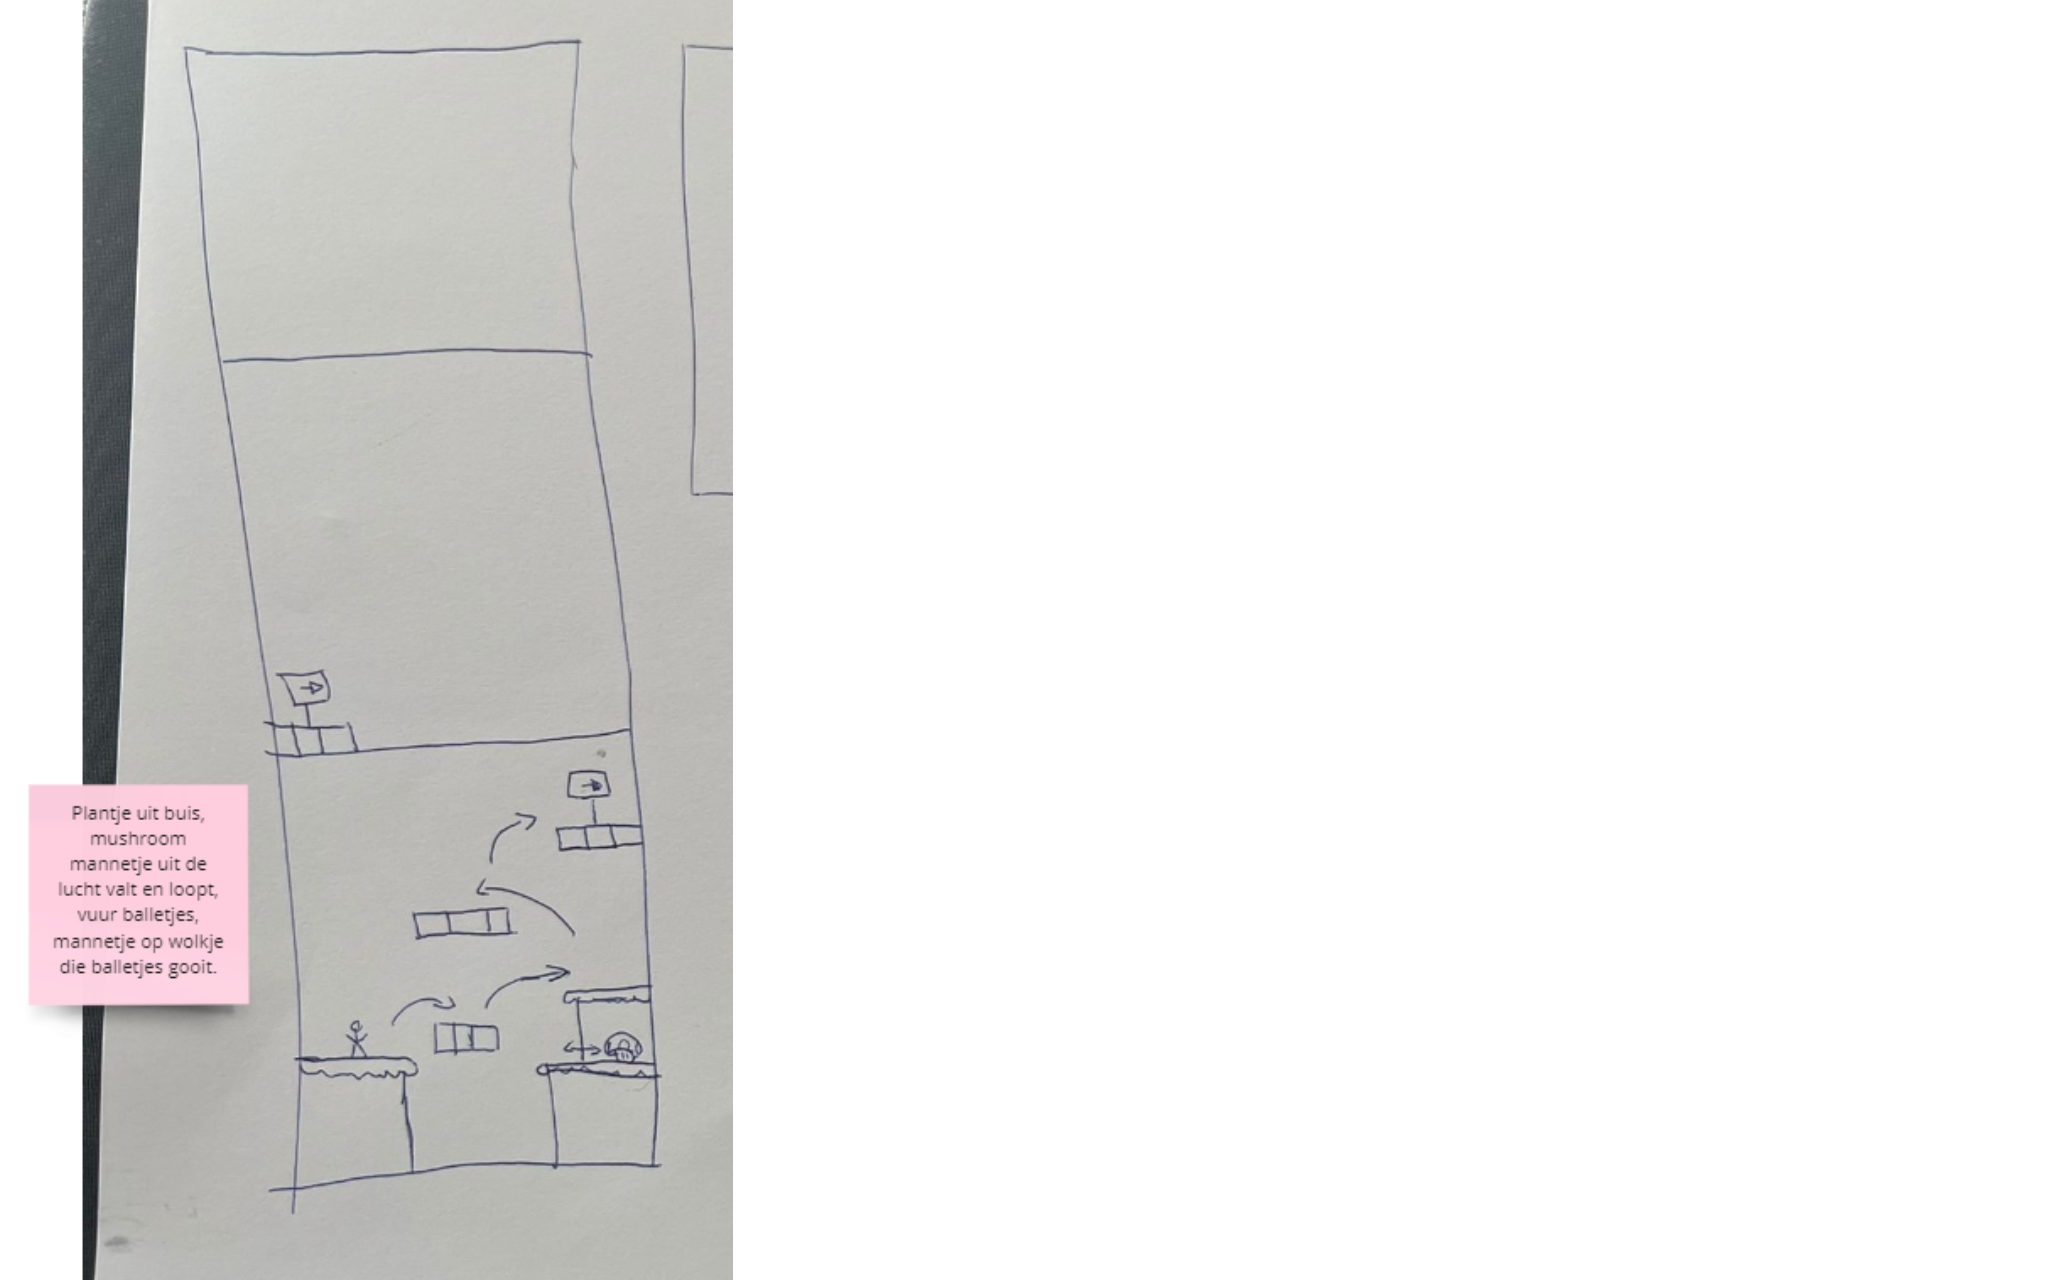 Plantje uit buis,
mushroom
mannetje uit de
lucht valt en loopt,
vuur balletjes,
mannetje op wolkje
die balletjes gooit.